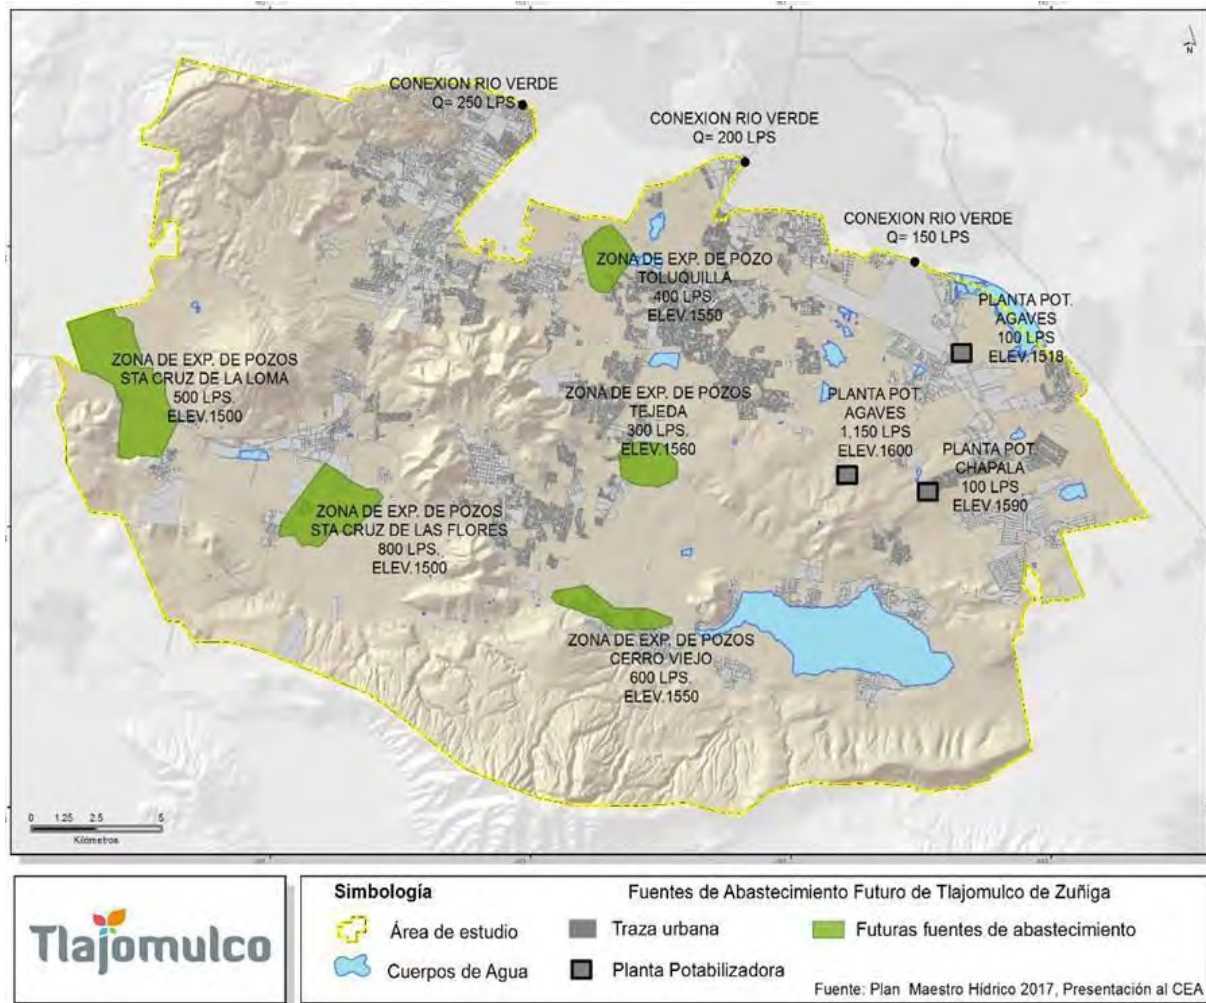 N
CONEXION RIO VERDE
Q= 250 LPS
CONEXION RIO VERDE
Q= 200 LPS
CONEXION RIO VERDE
Q= 150 LPS
ZONA DE EXP. DE POZO
TOLUQUILLA
400 LPS.
ELEV.1550
PLANTA POT.
AGAVES
100 LPS
ELEV.1518
ZONA DE EXP. DE POZOS
STA CRUZ DE LA LOMA
500 LPS.
ELEV.1500
ZONA DE EXP. DE POZOS
TEJEDA
300 LPS.
ELEV.1560
PLANTA POT.
AGAVES
1,150 LPS
ELEV.1600
PLANTA POT.
CHAPALA
100 LPS
ELEV.1590
ZONA DE EXP. DE POZOS
STA CRUZ DE LAS FLORES
800 LPS.
ELEV.1500
ZONA DE EXP. DE POZOS
CERRO VIEJO
600 LPS.
ELEV.1550
0 1.25 2.5 5
Kilómetros
Tlajomulco
Simbología
Fuentes de Abastecimiento Futuro de Tlajomulco de Zuñiga
Área de estudio
Traza urbana
Futuras fuentes de abastecimiento
Cuerpos de Agua
Planta Potabilizadora
Fuente: Plan Maestro Hídrico 2017, Presentación al CEA